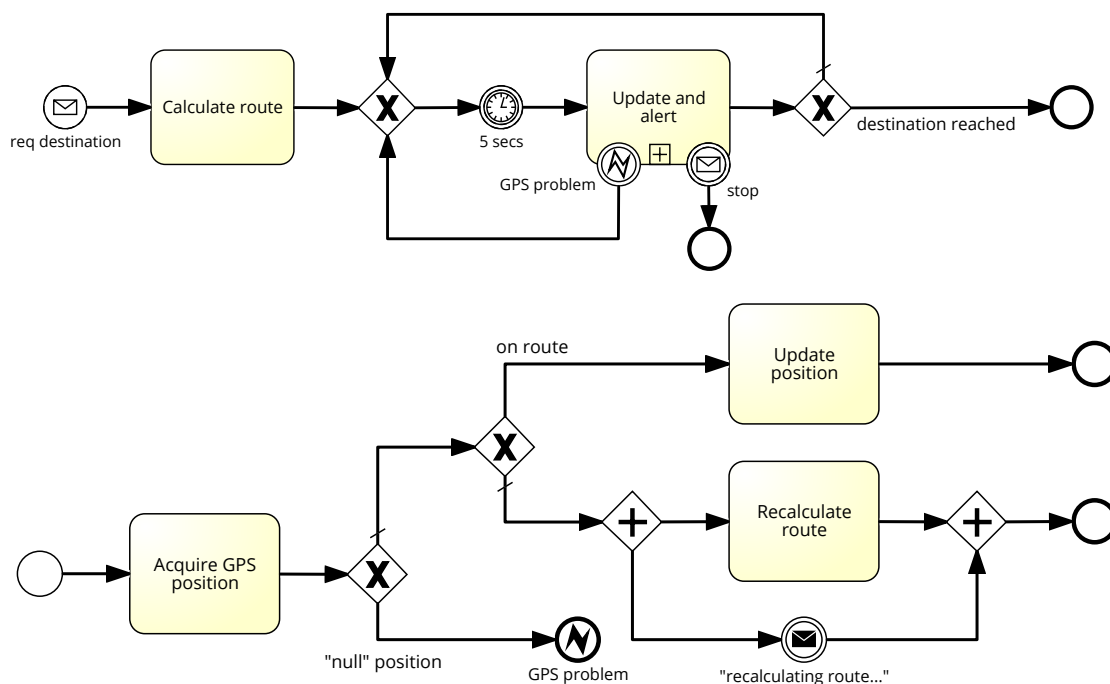 Calculate route
req destination
5 secs
Update and
alert
GPS problem
stop
destination reached
on route
Update
position
Recalculate
route
Acquire GPS
position
"null" position
GPS problem
"recalculating route..."